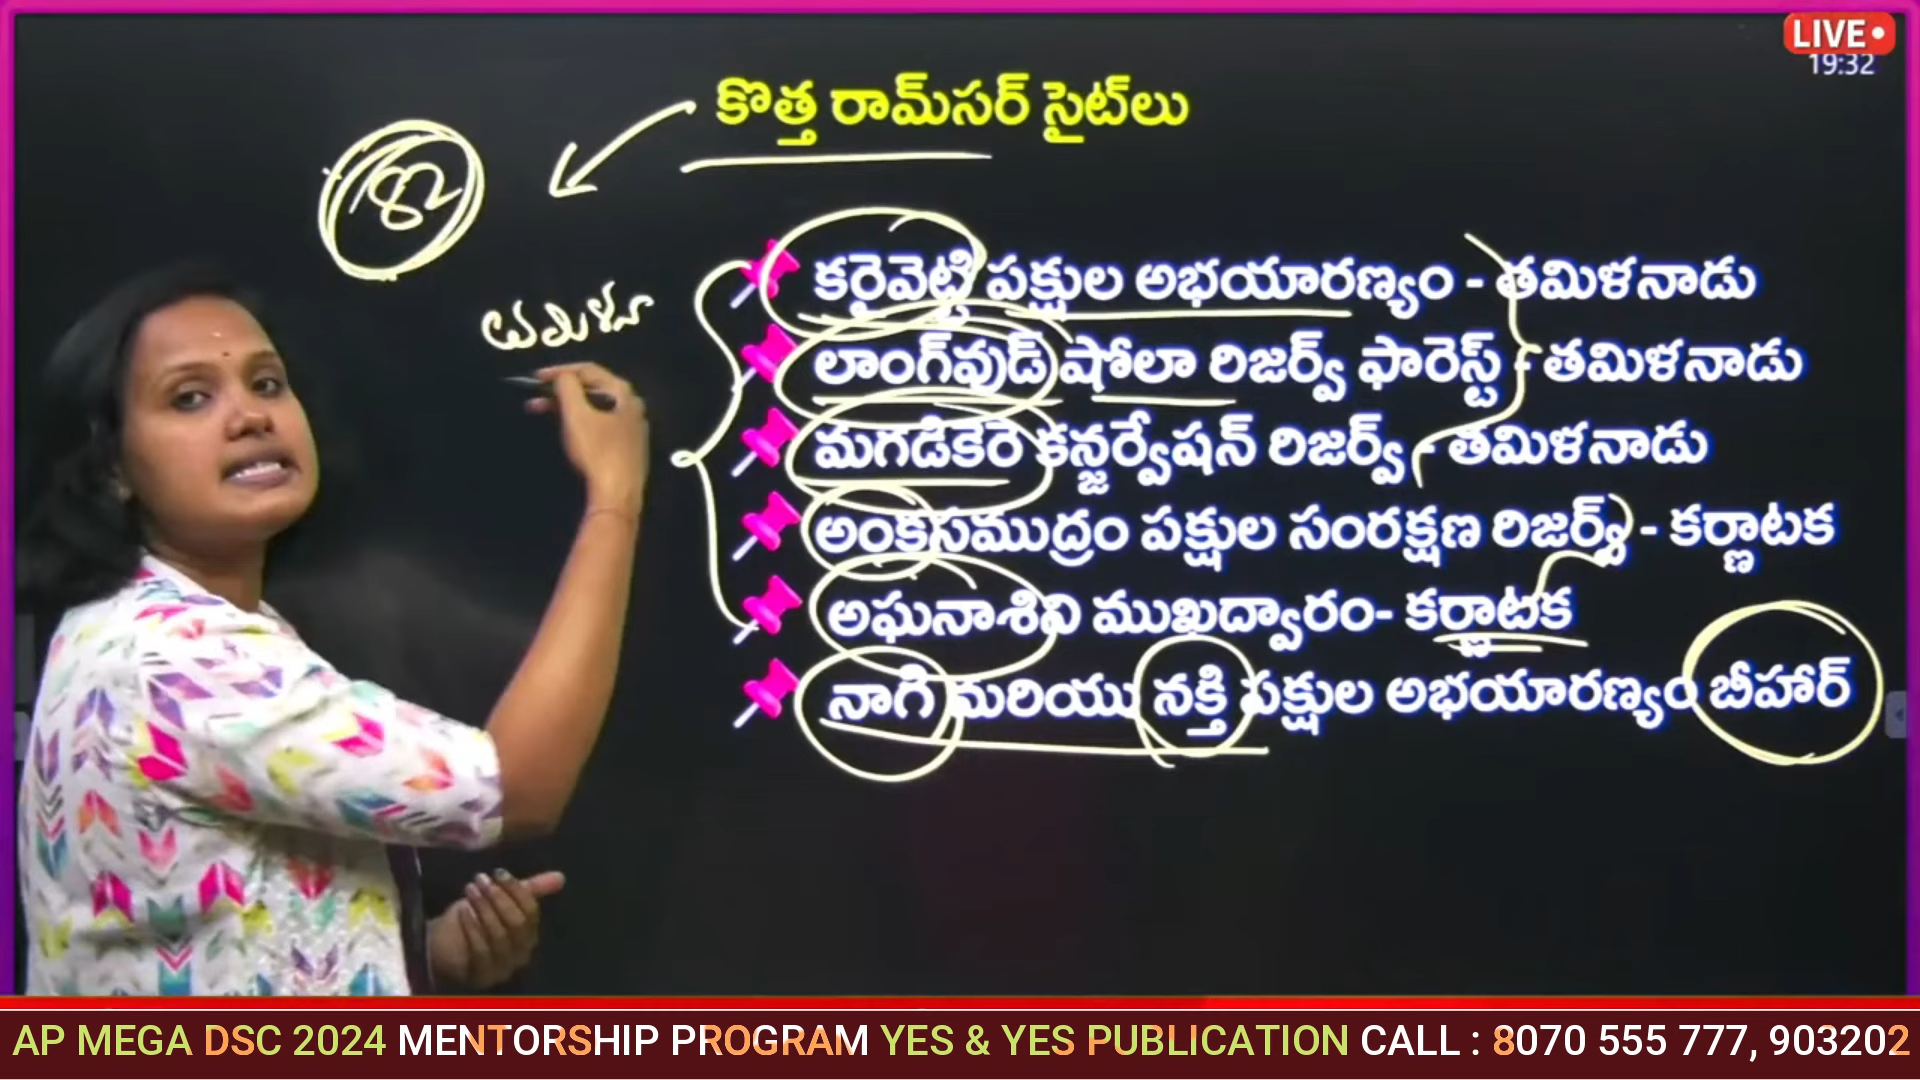 LIVE
19:32
కొత్త రామ్‌సర్ సైట్‌లు
82
తమిళనా
కరైవెట్టి పక్షుల అభయారణ్యం - తమిళనాడు
లాంగ్‌వుడ్ షోలా రిజర్వ్ ఫారెస్ట్ - తమిళనాడు
మగడికేరె కన్జర్వేషన్ రిజర్వ్ - తమిళనాడు
అంకసముద్రం పక్షుల సంరక్షణ రిజర్వ్ - కర్ణాటక
అఘనాశిని ముఖద్వారం- కర్ణాటక
నాగి మరియు నక్తి పక్షుల అభయారణ్యం బీహార్
AP MEGA DSC 2024 MENTORSHIP PROGRAM YES & YES PUBLICATION CALL : 8070 555 777, 903202